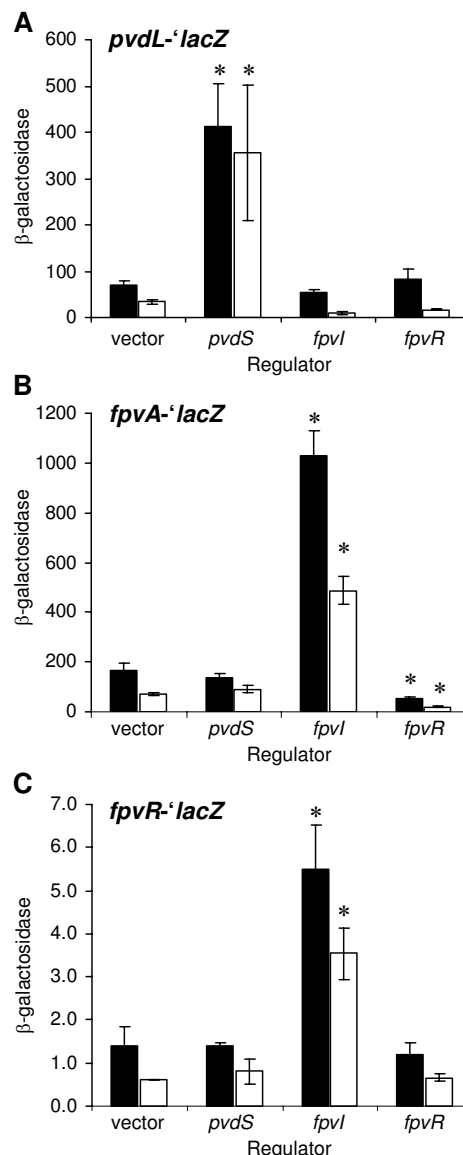 A
pvdL-‘lacZ
600
500
400
300
200
100
0
β-galactosidase
* *
vector pvdS fpvI fpvR
Regulator
B
fpvA-‘lacZ
1200
1000
800
600
400
200
0
β-galactosidase
*
*
* *
vector pvdS fpvI fpvR
Regulator
C
fpvR-‘lacZ
7.0
6.0
5.0
4.0
3.0
2.0
1.0
0.0
β-galactosidase
*
*
vector pvdS fpvI fpvR
Regulator